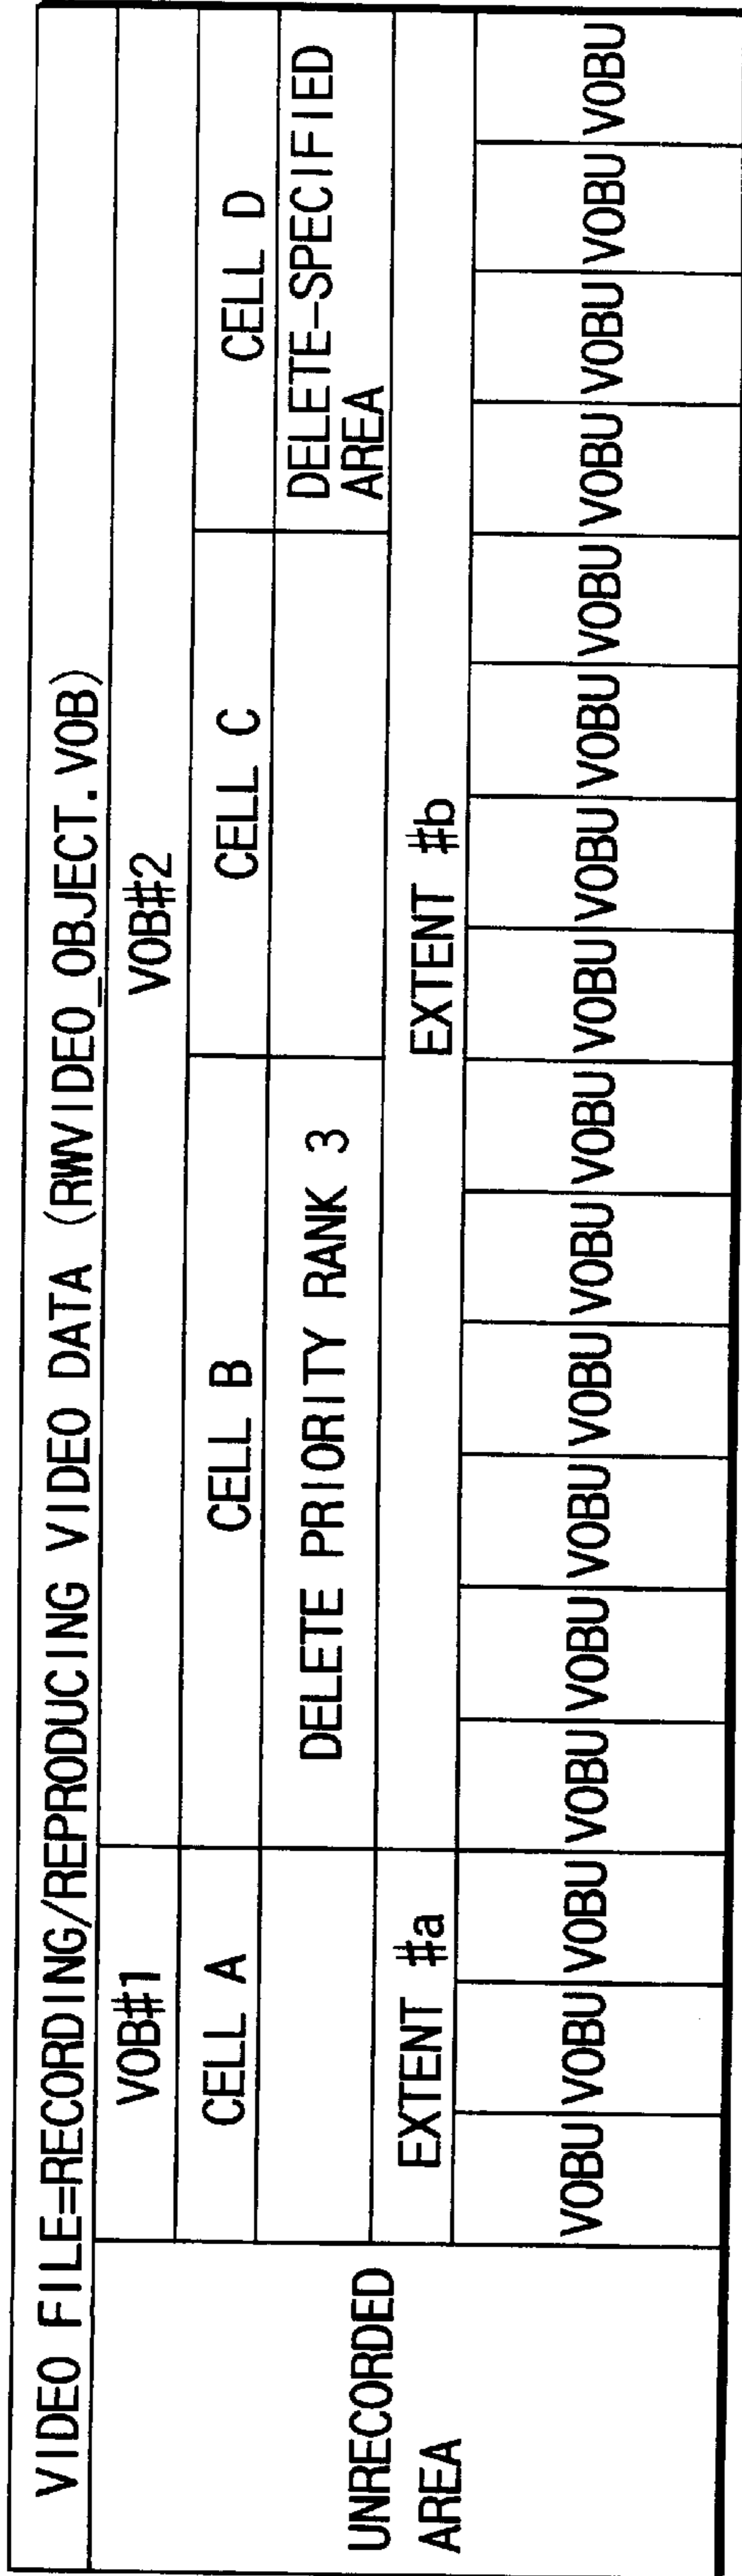 VIDEO FILE=RECORDING/REPRODUCING VIDEO DATA (RWVIDEO_OBJECT.VOB)
UNRECORDED
AREA
VOB#1 VOB#2
CELL A CELL B CELL C CELL D
DELETE PRIORITY RANK 3 DELETE-SPECIFIED
AREA
EXTENT #a EXTENT #b
VOBU VOBU VOBU VOBU VOBU VOBU VOBU VOBU VOBU VOBU VOBU VOBU VOBU VOBU VOBU VOBU VOBU